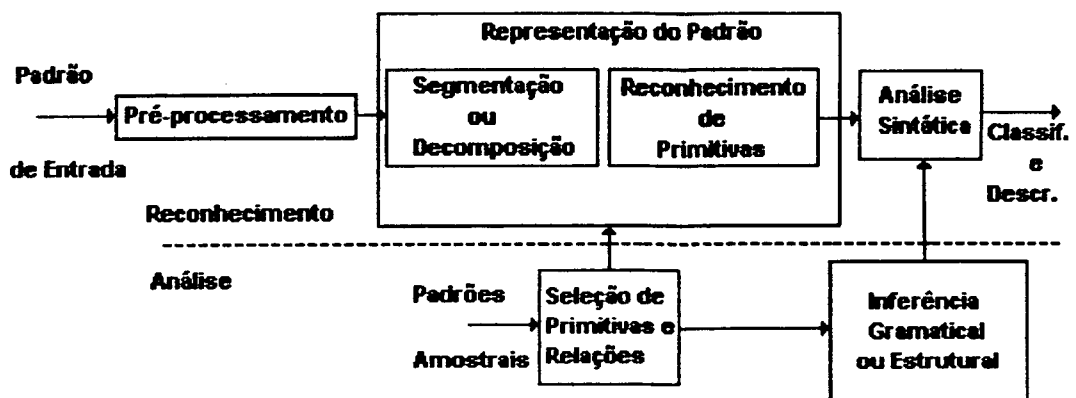 Representação do Padrão
Padrão
de Entrada
Pré-processamento
Segmentação
ou
Decomposição
Reconhecimento
de
Primitivas
Análise
Sintática
Classif.
e
Descr.
Reconhecimento
Análise
Padrões
Amostrais
Seleção de
Primitivas e
Relações
Inferência
Gramatical
ou Estrutural